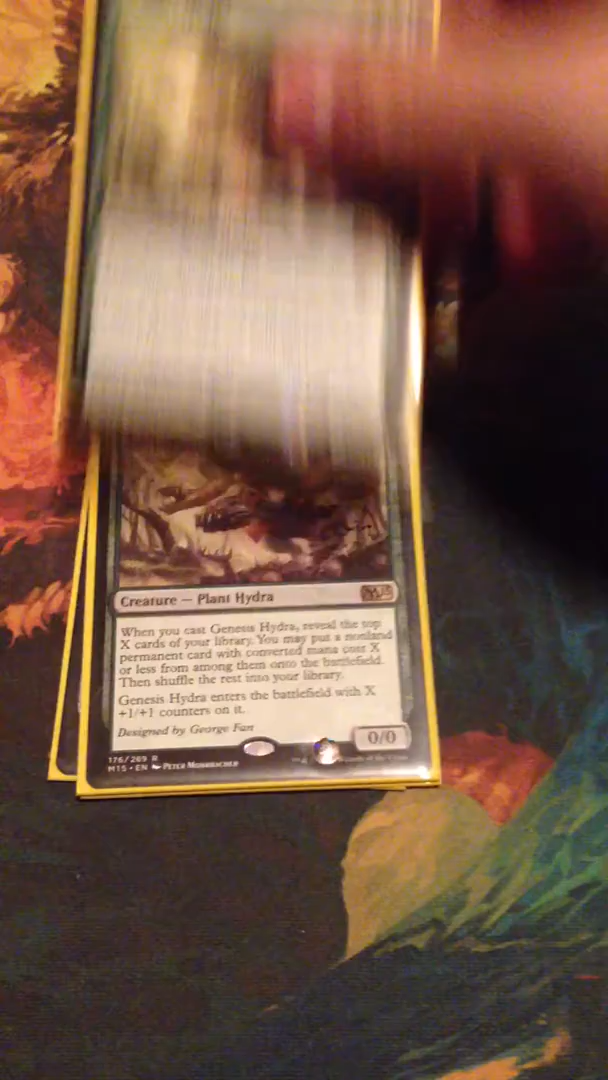 Creature — Plant Hydra
When you cast Genesis Hydra, reveal the top
X cards of your library. You may put a nonland
permanent card with converted mana cost X
or less from among them onto the battlefield.
Then shuffle the rest into your library.
Genesis Hydra enters the battlefield with X
+1/+1 counters on it.
Designed by George Fan
0/0
176/269 R
M15 • EN Peter Mohrbacher